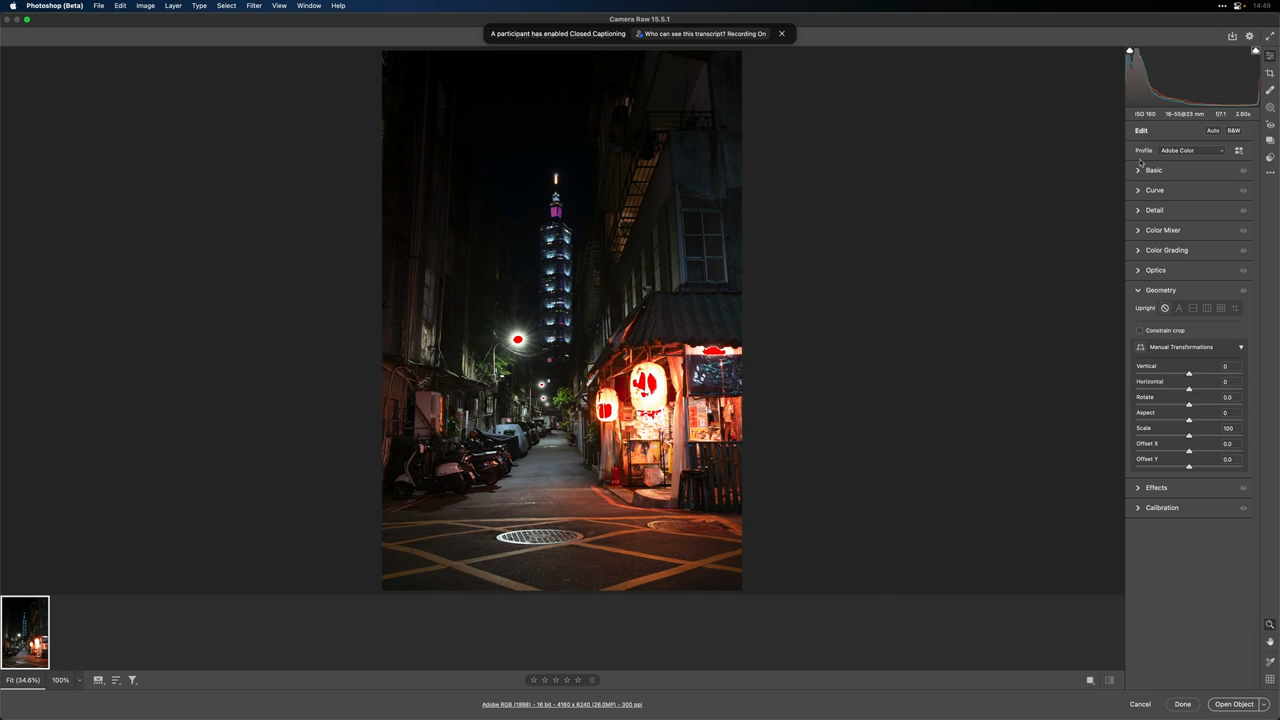 Photoshop (Beta) File Edit Image Layer Type Select Filter View Window Help 14:49
Camera Raw 15.5.1
A participant has enabled Closed Captioning Who can see this transcript? Recording On
ISO 160 16-55@23 mm f/7.1 2.60s
Edit Auto B&W
Profile Adobe Color
Basic
Curve
Detail
Color Mixer
Color Grading
Optics
Geometry
Upright A
Constrain crop
Manual Transformations
Vertical 0
Horizontal 0
Rotate 0.0
Aspect 0
Scale 100
Offset X 0.0
Offset Y 0.0
Effects
Calibration
Fit (34.6%) 100%
Adobe RGB (1998) - 16 bit - 4160 x 6240 (26.0MP) - 300 ppi
Cancel Done Open Object